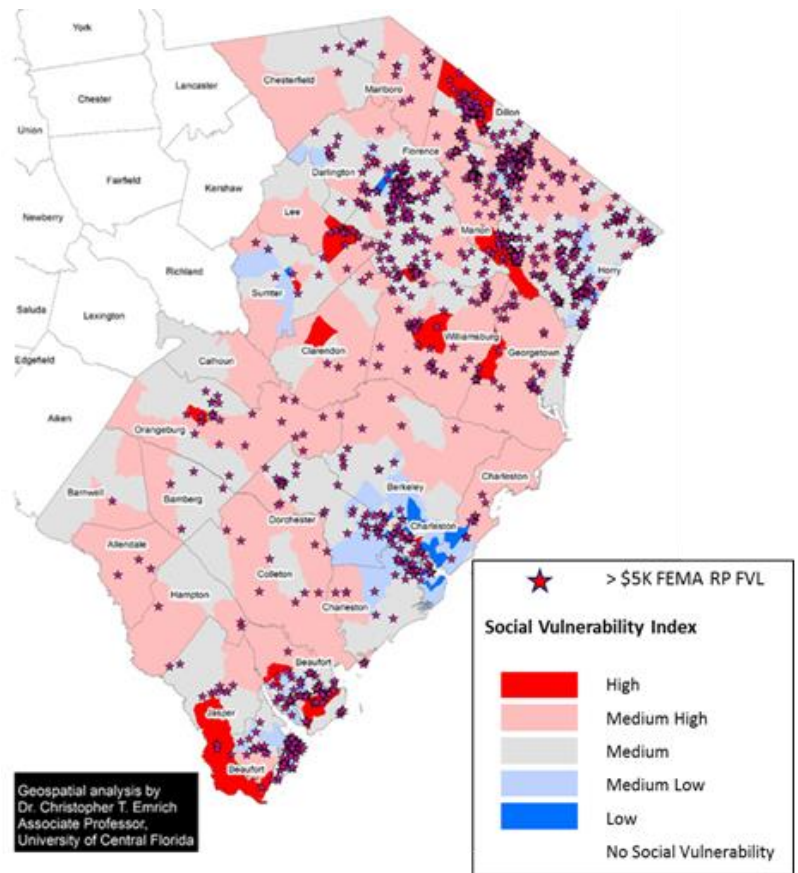 York
Lancaster
Chester
Union
Fairfield
Kershaw
Newberry
Richland
Saluda
Lexington
Edgefield
Aiken
Chesterfield
Marlboro
Dillon
Florence
Darlington
Lee
Marion
Horry
Sumter
Clarendon
Williamsburg
Georgetown
Calhoun
Orangeburg
Charleston
Berkeley
Barnwell
Bamberg
Dorchester
Charleston
Allendale
Colleton
Hampton
Charleston
Beaufort
Jasper
Beaufort
> $5K FEMA RP FVL
Social Vulnerability Index
High
Medium High
Medium
Medium Low
Low
No Social Vulnerability
Geospatial analysis by
Dr. Christopher T. Emrich
Associate Professor,
University of Central Florida